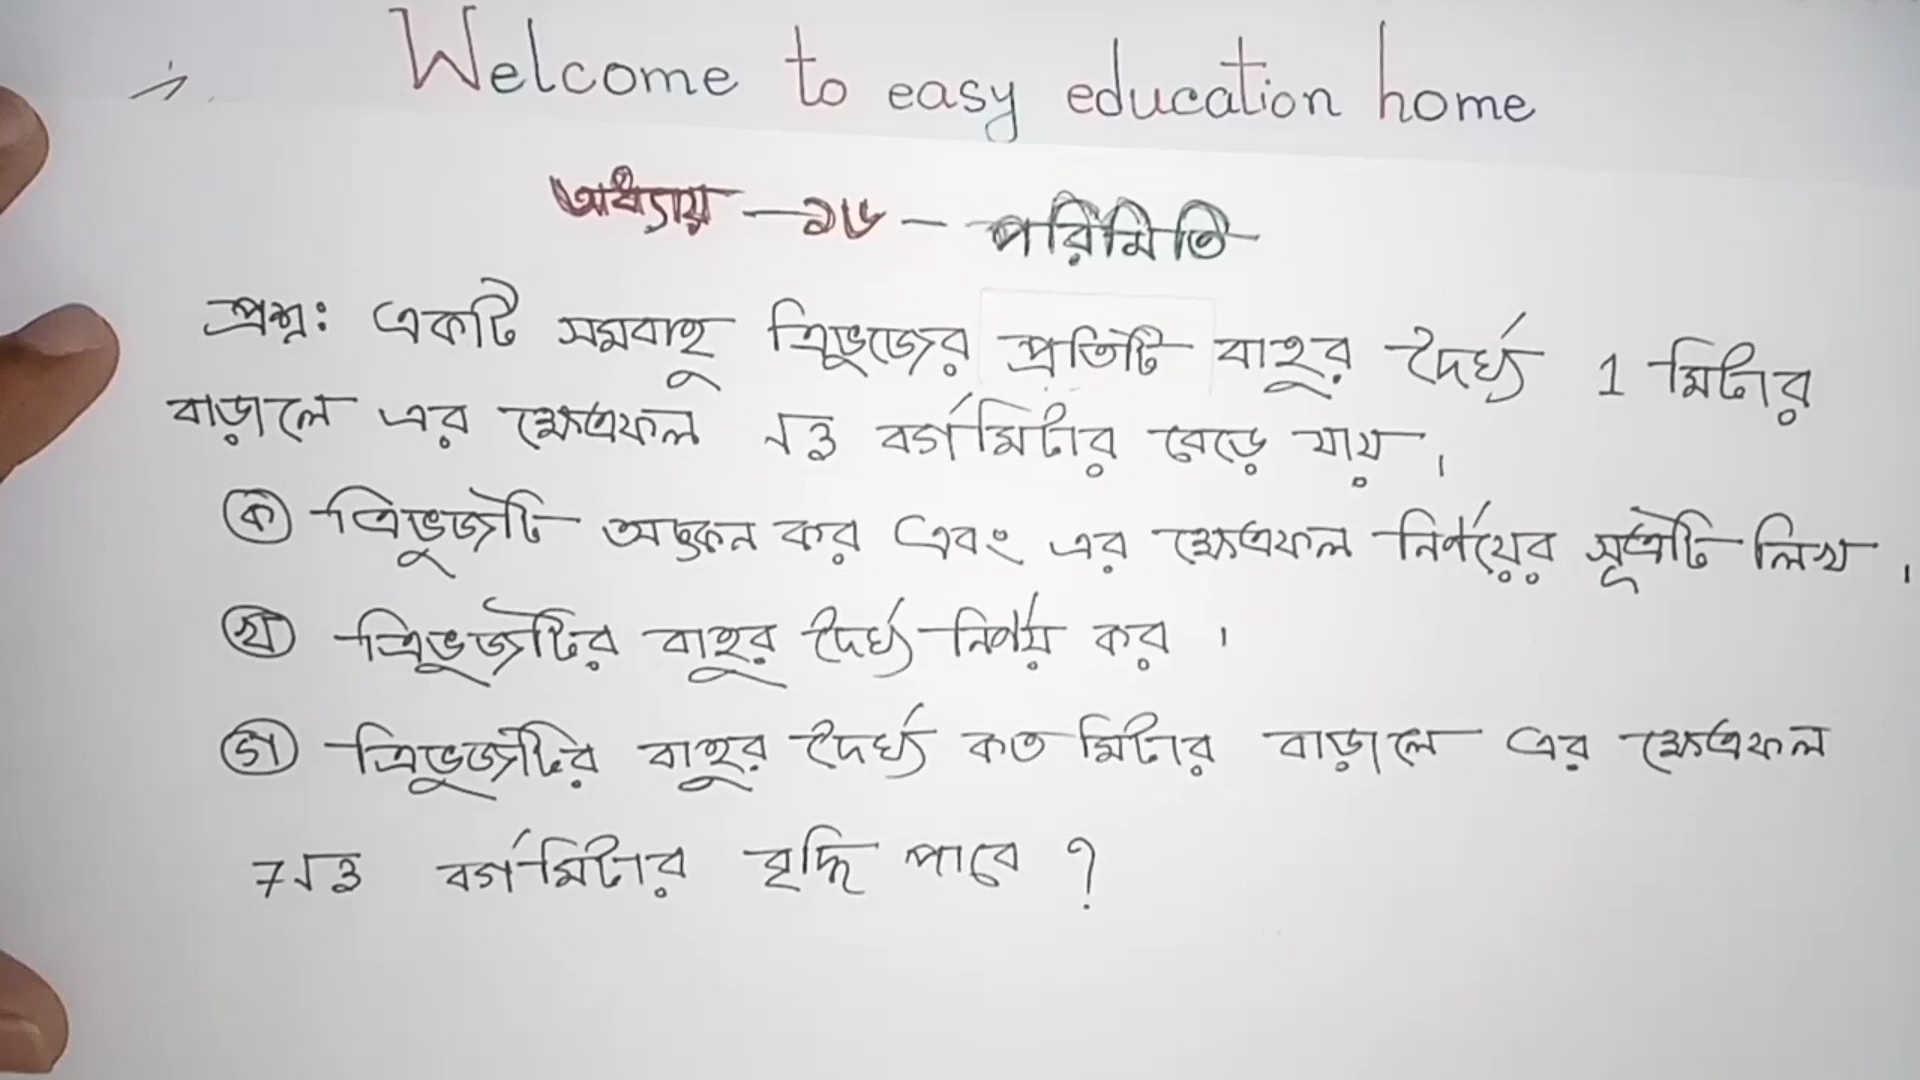 Welcome to easy education home
অধ্যায় – ১৬ – পরিমিতি
প্রশ্ন: একটি সমবাহু ত্রিভুজের প্রতিটি বাহুর দৈর্ঘ্য 1 মিটার
বাড়ালে এর ক্ষেত্রফল √3 বর্গমিটার বেড়ে যায়।
ক ত্রিভুজটি অঙ্কন কর এবং এর ক্ষেত্রফল নির্ণয়ের সূত্রটি লিখ।
খ ত্রিভুজটির বাহুর দৈর্ঘ্য নির্ণয় কর।
গ ত্রিভুজটির বাহুর দৈর্ঘ্য কত মিটার বাড়ালে এর ক্ষেত্রফল
7√3 বর্গমিটার বৃদ্ধি পাবে ?